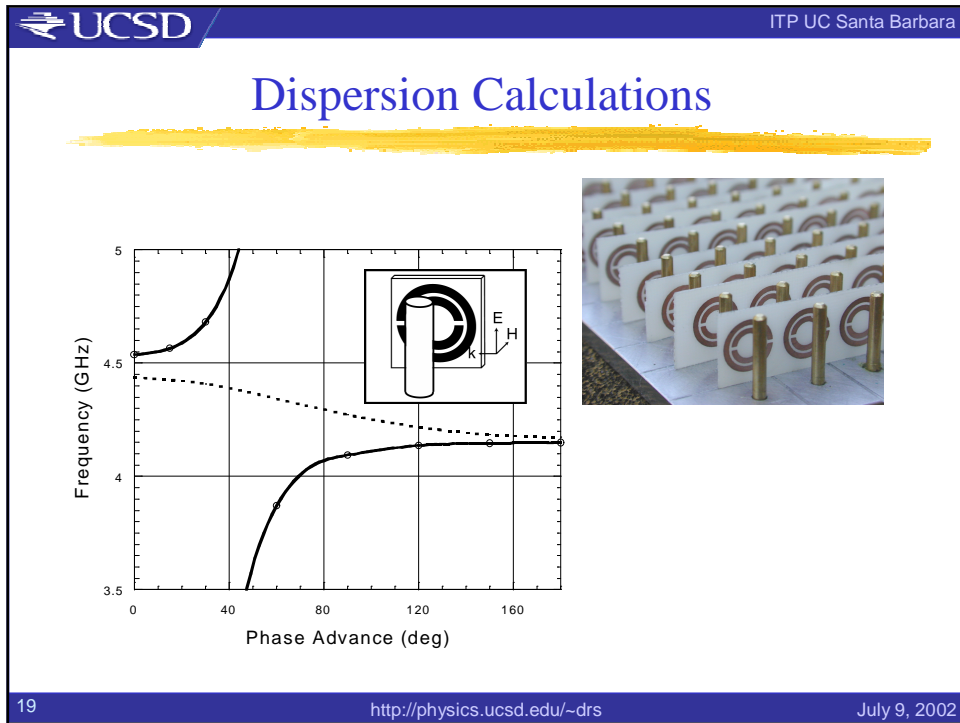 UCSD
ITP UC Santa Barbara
Dispersion Calculations
5
4.5
4
3.5
Frequency (GHz)
E
H
k
0 40 80 120 160
Phase Advance (deg)
19 http://physics.ucsd.edu/~drs July 9, 2002